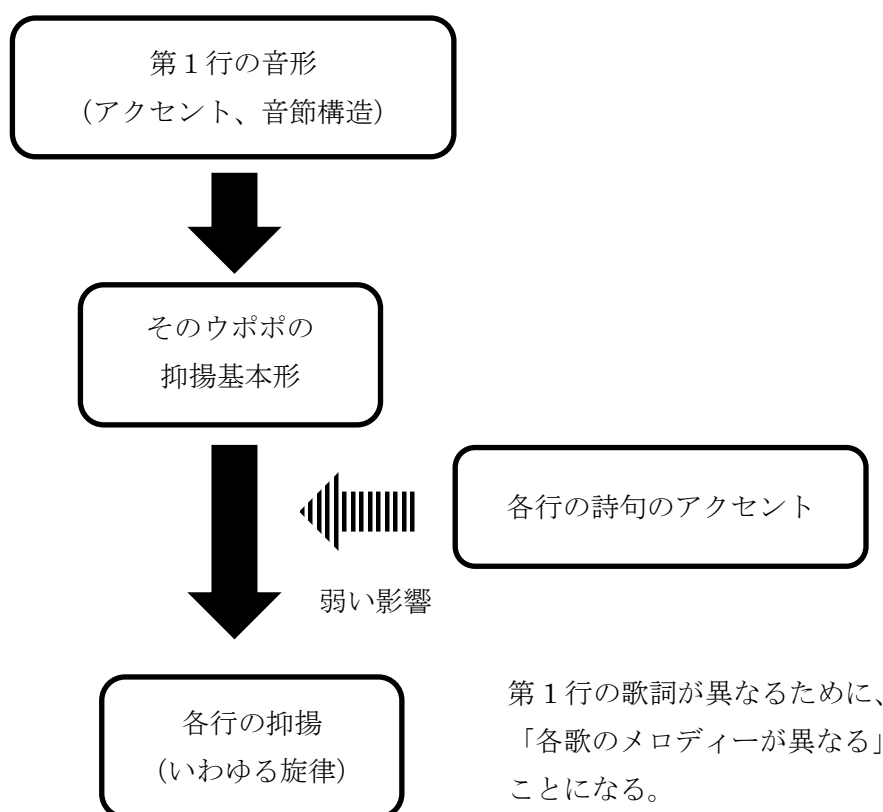 第１行の音形
（アクセント、音節構造）
そのウポポの
抑揚基本形
各行の詩句のアクセント
弱い影響
各行の抑揚
（いわゆる旋律）
第１行の歌詞が異なるために、
「各歌のメロディーが異なる」
ことになる。